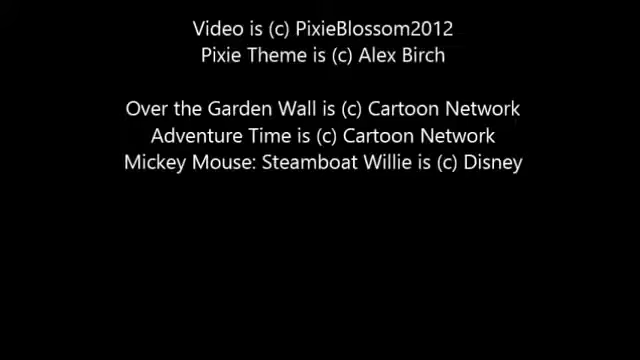 Video is (c) PixieBlossom2012
Pixie Theme is (c) Alex Birch
Over the Garden Wall is (c) Cartoon Network
Adventure Time is (c) Cartoon Network
Mickey Mouse: Steamboat Willie is (c) Disney